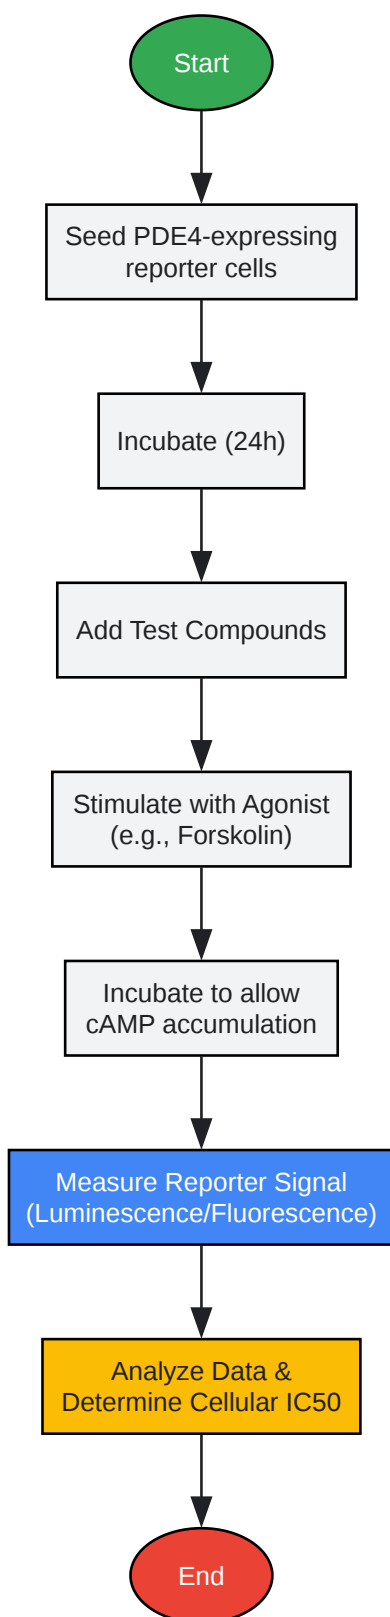 Start
Seed PDE4-expressing
reporter cells
Incubate (24h)
Add Test Compounds
Stimulate with Agonist
(e.g., Forskolin)
Incubate to allow
cAMP accumulation
Measure Reporter Signal
(Luminescence/Fluorescence)
Analyze Data &
Determine Cellular IC50
End